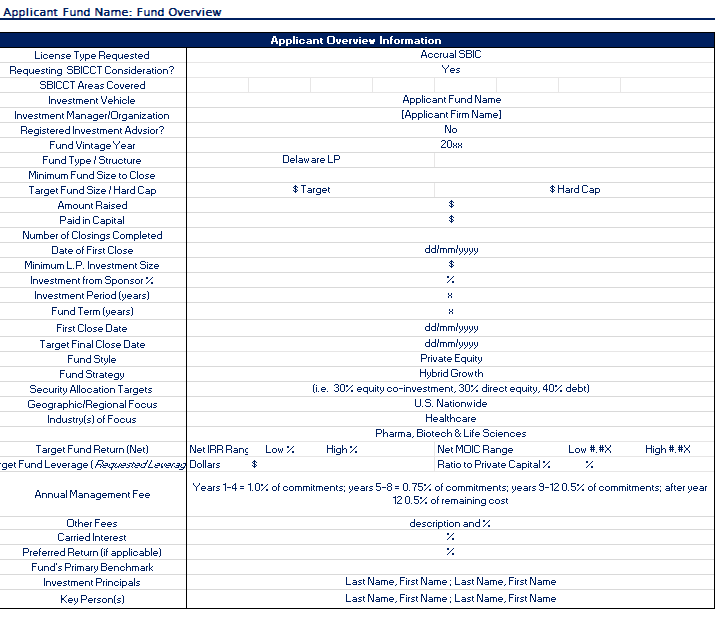 Applicant Fund Name: Fund Overview
Applicant Overview Information
License Type Requested Accrual SBIC
Requesting SBICCT Consideration? Yes
SBICCT Areas Covered
Investment Vehicle Applicant Fund Name
Investment Manager/Organization [Applicant Firm Name]
Registered Investment Advsior? No
Fund Vintage Year 20xx
Fund Type / Structure Delaware LP
Minimum Fund Size to Close
Target Fund Size / Hard Cap $ Target $ Hard Cap
Amount Raised $
Paid in Capital $
Number of Closings Completed
Date of First Close dd/mm/yyyy
Minimum L.P. Investment Size $
Investment from Sponsor % %
Investment Period (years) x
Fund Term (years) x
First Close Date dd/mm/yyyy
Target Final Close Date dd/mm/yyyy
Fund Style Private Equity
Fund Strategy Hybrid Growth
Security Allocation Targets (i.e. 30% equity co-investment, 30% direct equity, 40% debt)
Geographic/Regional Focus U.S. Nationwide
Industry(s) of Focus Healthcare
Pharma, Biotech & Life Sciences
Target Fund Return (Net) Net IRR Rang Low % High % Net MOIC Range Low #.#X High #.#X
rget Fund Leverage (Requested Leverag Dollars $ Ratio to Private Capital % %
Annual Management Fee Years 1-4 = 1.0% of commitments; years 5-8 = 0.75% of commitments; years 9-12 0.5% of commitments; after year
12 0.5% of remaining cost
Other Fees description and %
Carried Interest %
Preferred Return (if applicable) %
Fund's Primary Benchmark
Investment Principals Last Name, First Name ; Last Name, First Name
Key Person(s) Last Name, First Name ; Last Name, First Name